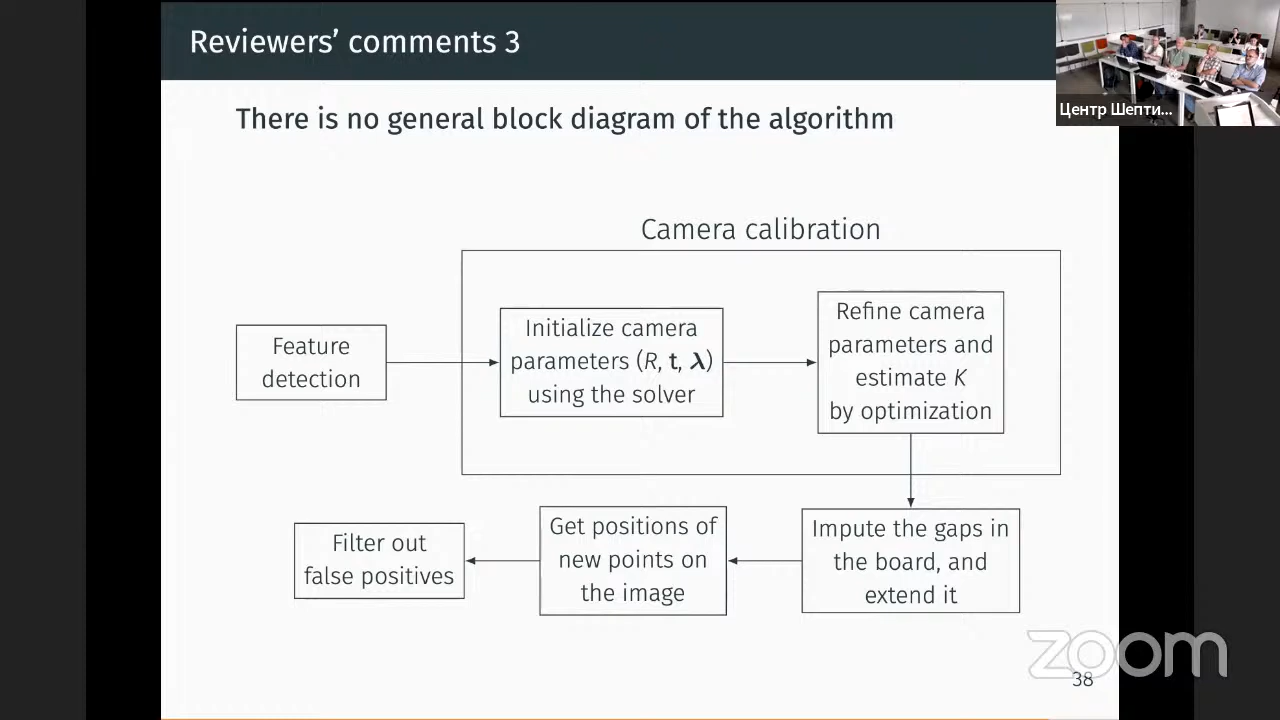 Reviewers’ comments 3
Центр Шепти...
There is no general block diagram of the algorithm
Camera calibration
Feature
detection
Initialize camera
parameters (R, t, λ)
using the solver
Refine camera
parameters and
estimate K
by optimization
Filter out
false positives
Get positions of
new points on
the image
Impute the gaps in
the board, and
extend it
zoom
38